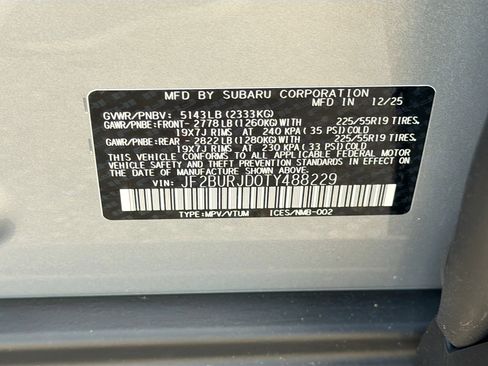 MFD BY SUBARU CORPORATION
MFD IN 12/25
GVWR/PNBV: 5143LB(2333KG)
GAWR/PNBE:FRONT- 2778LB(1260KG)WITH 225/55R19 TIRES.
19X7J RIMS AT 240 KPA( 35 PSI)COLD
GAWR/PNBE:REAR - 2822LB(1280KG)WITH 225/55R19 TIRES.
19X7J RIMS AT 230 KPA( 33 PSI)COLD
THIS VEHICLE CONFORMS TO ALL APPLICABLE FEDERAL MOTOR
VEHICLE SAFETY AND THEFT PREVENTION STANDARDS IN EFFECT ON
THE DATE OF MANUFACTURE SHOWN ABOVE.
VIN: JF2BURJD0TY488229
TYPE:MPV/VTUM ICES/NMB-002